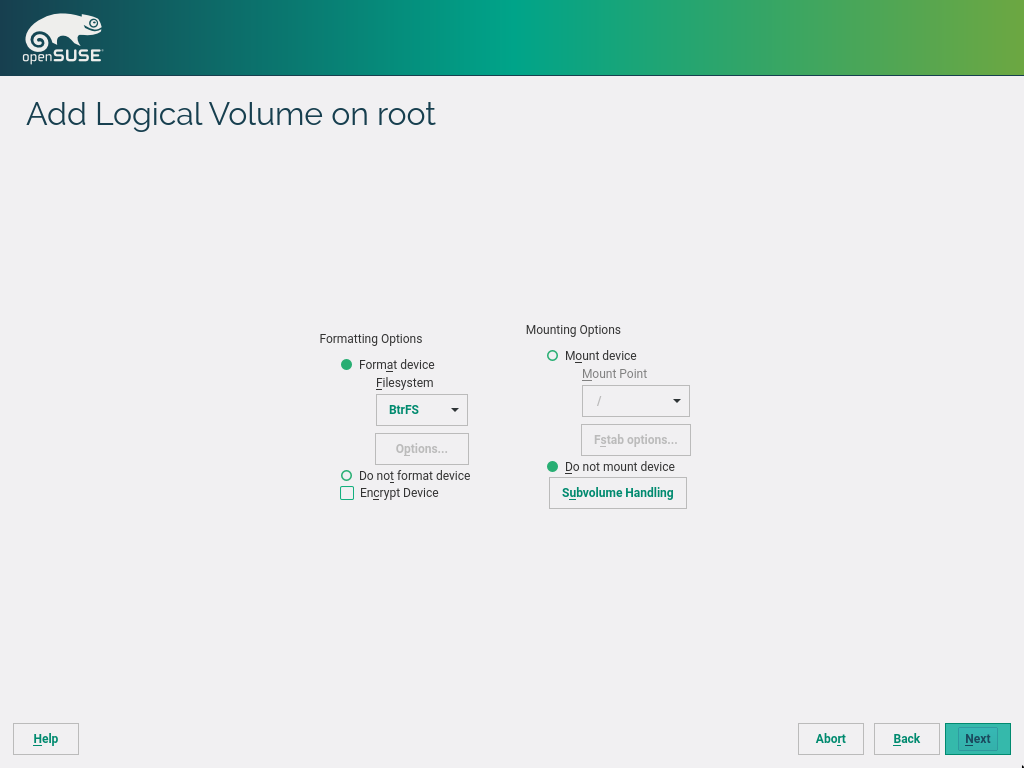 openSUSE
Add Logical Volume on root
Formatting Options
Format device
Filesystem
BtrFS
Options...
Do not format device
Encrypt Device
Mounting Options
Mount device
Mount Point
/
Fstab options...
Do not mount device
Subvolume Handling
Help
Abort
Back
Next